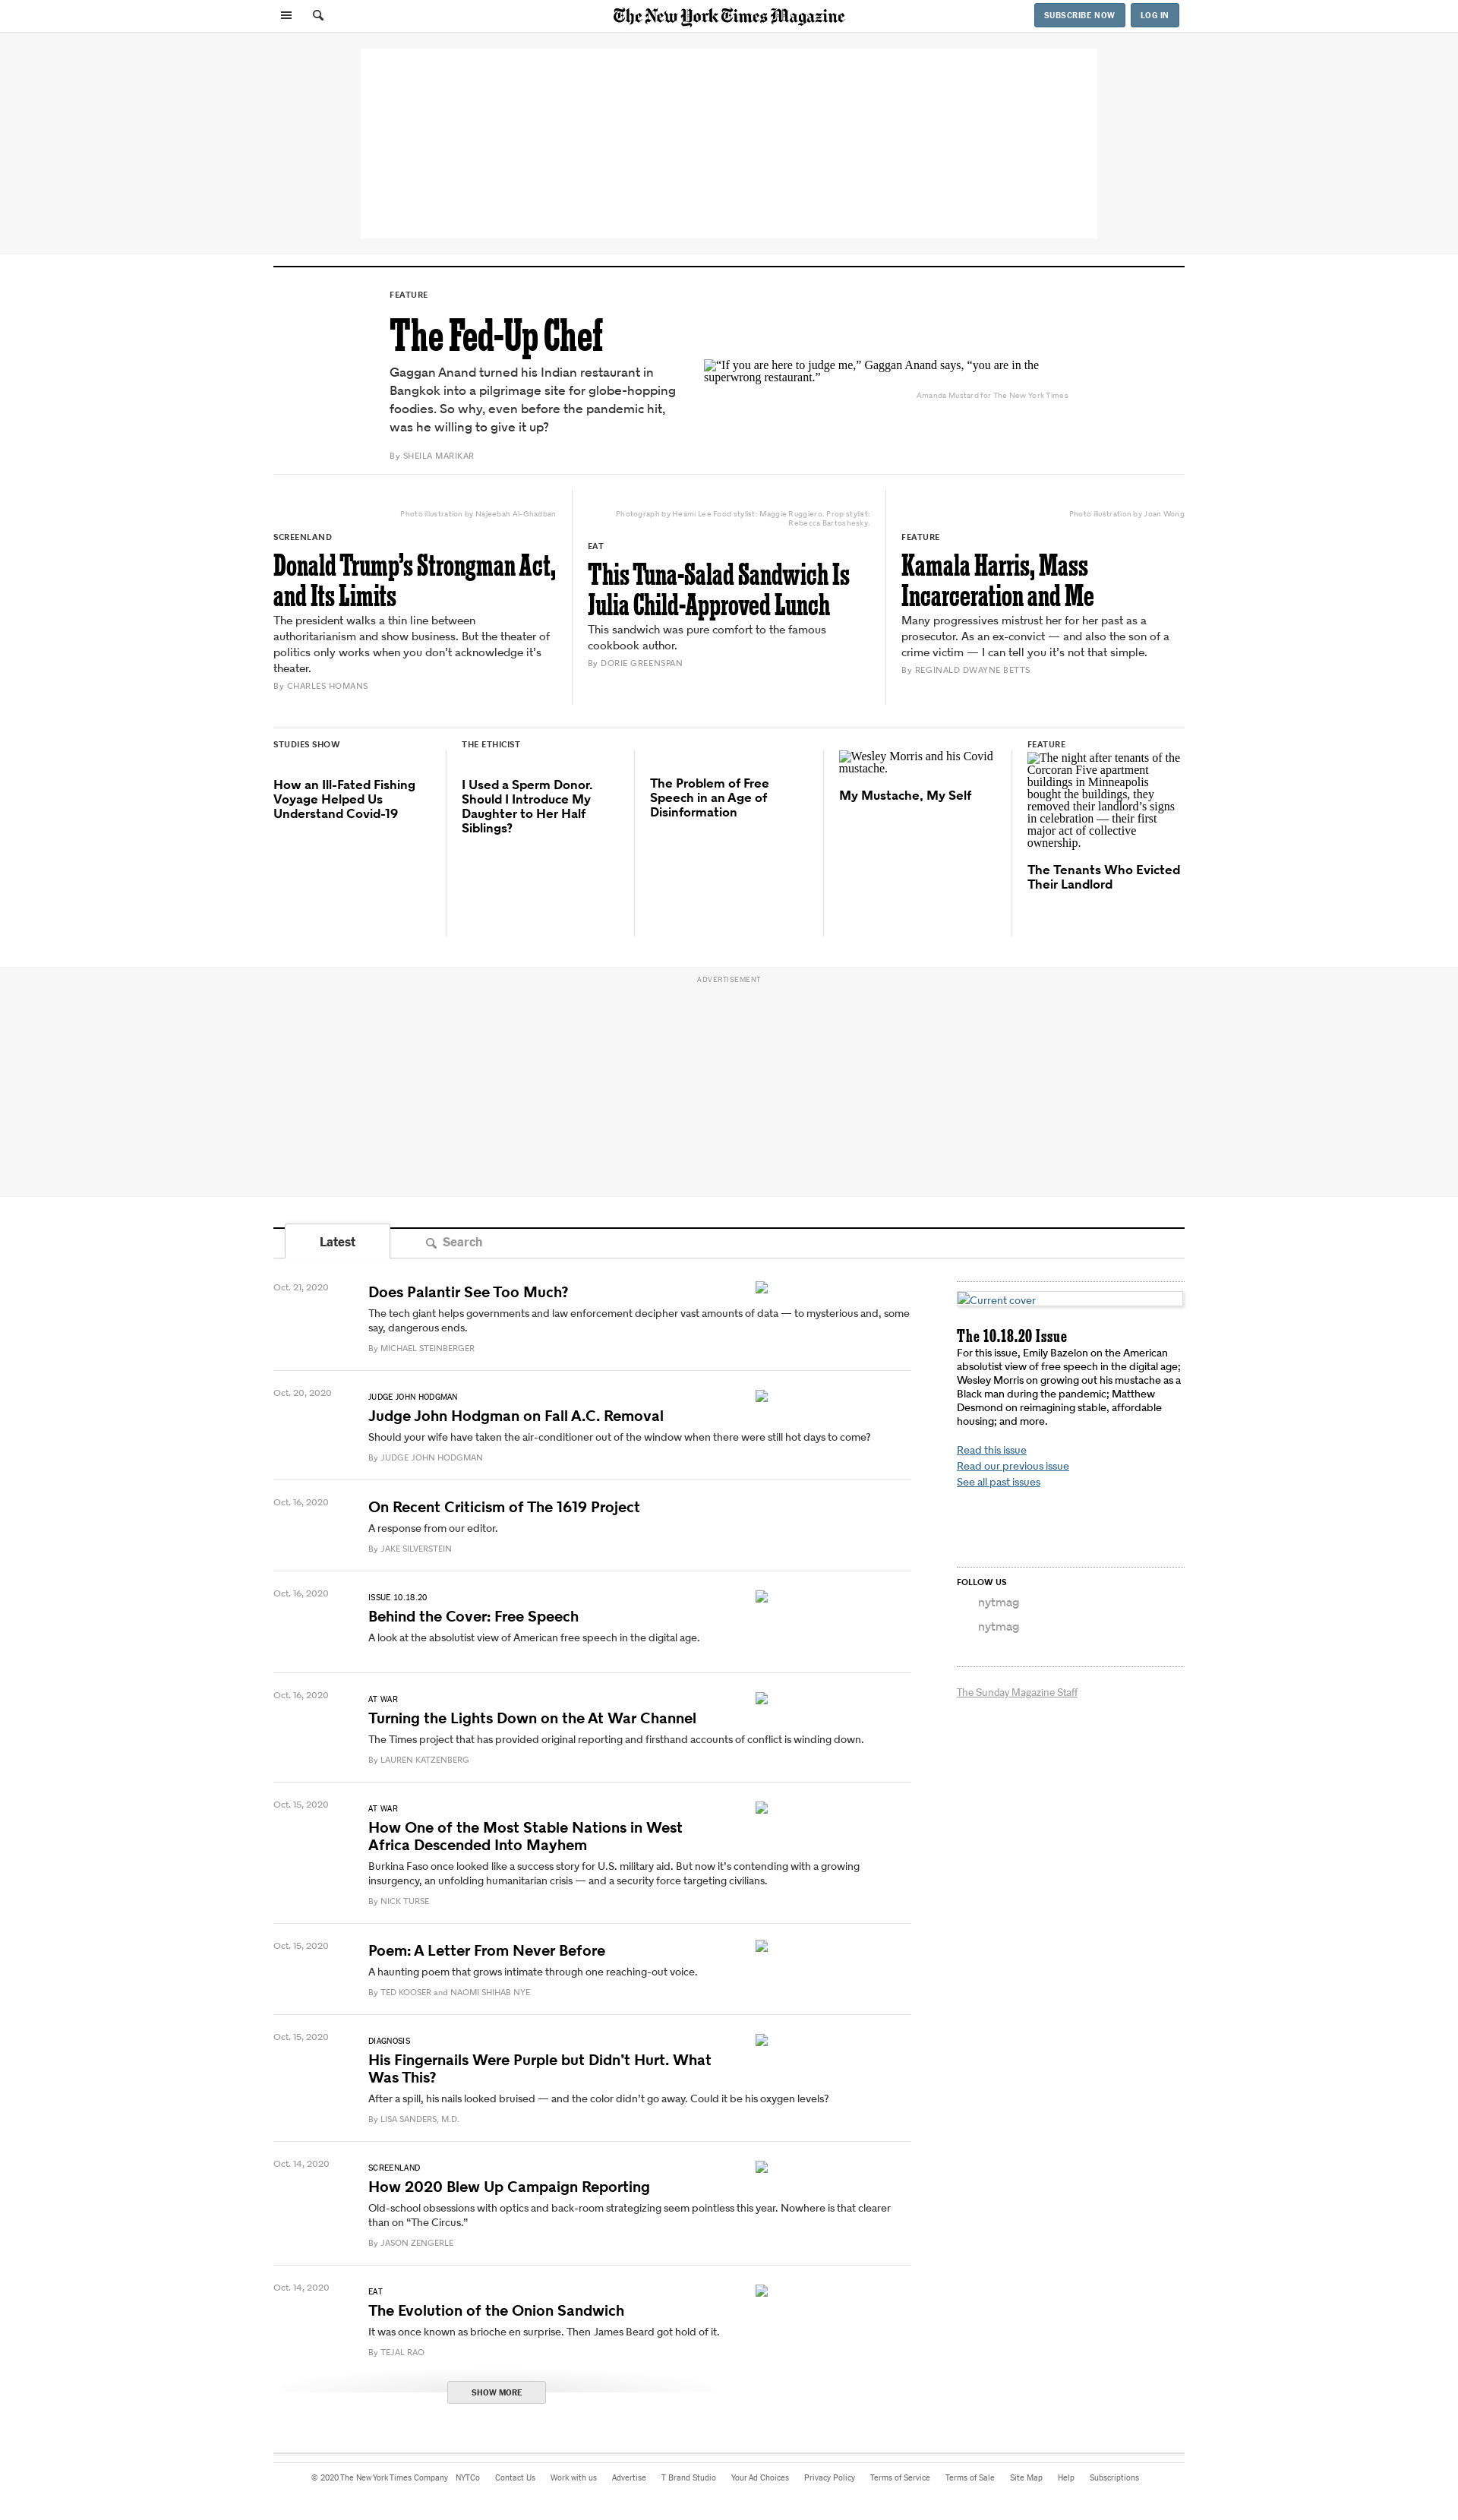 The New York Times Magazine
SUBSCRIBE NOW
LOG IN
FEATURE
The Fed-Up Chef
Gaggan Anand turned his Indian restaurant in
Bangkok into a pilgrimage site for globe-hopping
foodies. So why, even before the pandemic hit,
was he willing to give it up?
By SHEILA MARIKAR
“If you are here to judge me,” Gaggan Anand says, “you are in the
superwrong restaurant.”
Amanda Mustard for The New York Times
Photo illustration by Najeebah Al-Ghadban
SCREENLAND
Donald Trump’s Strongman Act,
and Its Limits
The president walks a thin line between
authoritarianism and show business. But the theater of
politics only works when you don’t acknowledge it’s
theater.
By CHARLES HOMANS
Photograph by Heami Lee Food stylist: Maggie Ruggiero. Prop stylist:
Rebecca Bartoshesky.
EAT
This Tuna-Salad Sandwich Is
Julia Child-Approved Lunch
This sandwich was pure comfort to the famous
cookbook author.
By DORIE GREENSPAN
Photo illustration by Joan Wong
FEATURE
Kamala Harris, Mass
Incarceration and Me
Many progressives mistrust her for her past as a
prosecutor. As an ex-convict — and also the son of a
crime victim — I can tell you it’s not that simple.
By REGINALD DWAYNE BETTS
STUDIES SHOW
How an Ill-Fated Fishing
Voyage Helped Us
Understand Covid-19
THE ETHICIST
I Used a Sperm Donor.
Should I Introduce My
Daughter to Her Half
Siblings?
The Problem of Free
Speech in an Age of
Disinformation
Wesley Morris and his Covid
mustache.
My Mustache, My Self
FEATURE
The night after tenants of the
Corcoran Five apartment
buildings in Minneapolis
bought the buildings, they
removed their landlord’s signs
in celebration — their first
major act of collective
ownership.
The Tenants Who Evicted
Their Landlord
ADVERTISEMENT
Latest
Search
Oct. 21, 2020
Does Palantir See Too Much?
The tech giant helps governments and law enforcement decipher vast amounts of data — to mysterious and, some
say, dangerous ends.
By MICHAEL STEINBERGER
Oct. 20, 2020
JUDGE JOHN HODGMAN
Judge John Hodgman on Fall A.C. Removal
Should your wife have taken the air-conditioner out of the window when there were still hot days to come?
By JUDGE JOHN HODGMAN
Oct. 16, 2020
On Recent Criticism of The 1619 Project
A response from our editor.
By JAKE SILVERSTEIN
Oct. 16, 2020
ISSUE 10.18.20
Behind the Cover: Free Speech
A look at the absolutist view of American free speech in the digital age.
Oct. 16, 2020
AT WAR
Turning the Lights Down on the At War Channel
The Times project that has provided original reporting and firsthand accounts of conflict is winding down.
By LAUREN KATZENBERG
Oct. 15, 2020
AT WAR
How One of the Most Stable Nations in West
Africa Descended Into Mayhem
Burkina Faso once looked like a success story for U.S. military aid. But now it’s contending with a growing
insurgency, an unfolding humanitarian crisis — and a security force targeting civilians.
By NICK TURSE
Oct. 15, 2020
Poem: A Letter From Never Before
A haunting poem that grows intimate through one reaching-out voice.
By TED KOOSER and NAOMI SHIHAB NYE
Oct. 15, 2020
DIAGNOSIS
His Fingernails Were Purple but Didn’t Hurt. What
Was This?
After a spill, his nails looked bruised — and the color didn’t go away. Could it be his oxygen levels?
By LISA SANDERS, M.D.
Oct. 14, 2020
SCREENLAND
How 2020 Blew Up Campaign Reporting
Old-school obsessions with optics and back-room strategizing seem pointless this year. Nowhere is that clearer
than on “The Circus.”
By JASON ZENGERLE
Oct. 14, 2020
EAT
The Evolution of the Onion Sandwich
It was once known as brioche en surprise. Then James Beard got hold of it.
By TEJAL RAO
SHOW MORE
Current cover
The 10.18.20 Issue
For this issue, Emily Bazelon on the American
absolutist view of free speech in the digital age;
Wesley Morris on growing out his mustache as a
Black man during the pandemic; Matthew
Desmond on reimagining stable, affordable
housing; and more.
Read this issue
Read our previous issue
See all past issues
FOLLOW US
nytmag
nytmag
The Sunday Magazine Staff
© 2020 The New York Times Company NYTCo Contact Us Work with us Advertise T Brand Studio Your Ad Choices Privacy Policy Terms of Service Terms of Sale Site Map Help Subscriptions